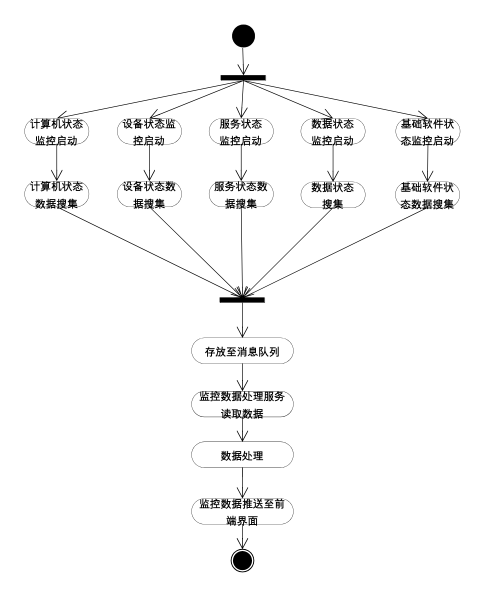 计算机状态
监控启动
设备状态监
控启动
服务状态
监控启动
数据状态
监控启动
基础软件状
态监控启动
计算机状态
数据搜集
设备状态数
据搜集
服务状态数
据搜集
数据状态
搜集
基础软件状
态数据搜集
存放至消息队列
监控数据处理服务
读取数据
数据处理
监控数据推送至前
端界面